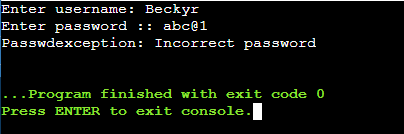 Enter username: Beckyr
Enter password :: abc@1
Passwdexception: Incorrect password
...Program finished with exit code 0
Press ENTER to exit console.